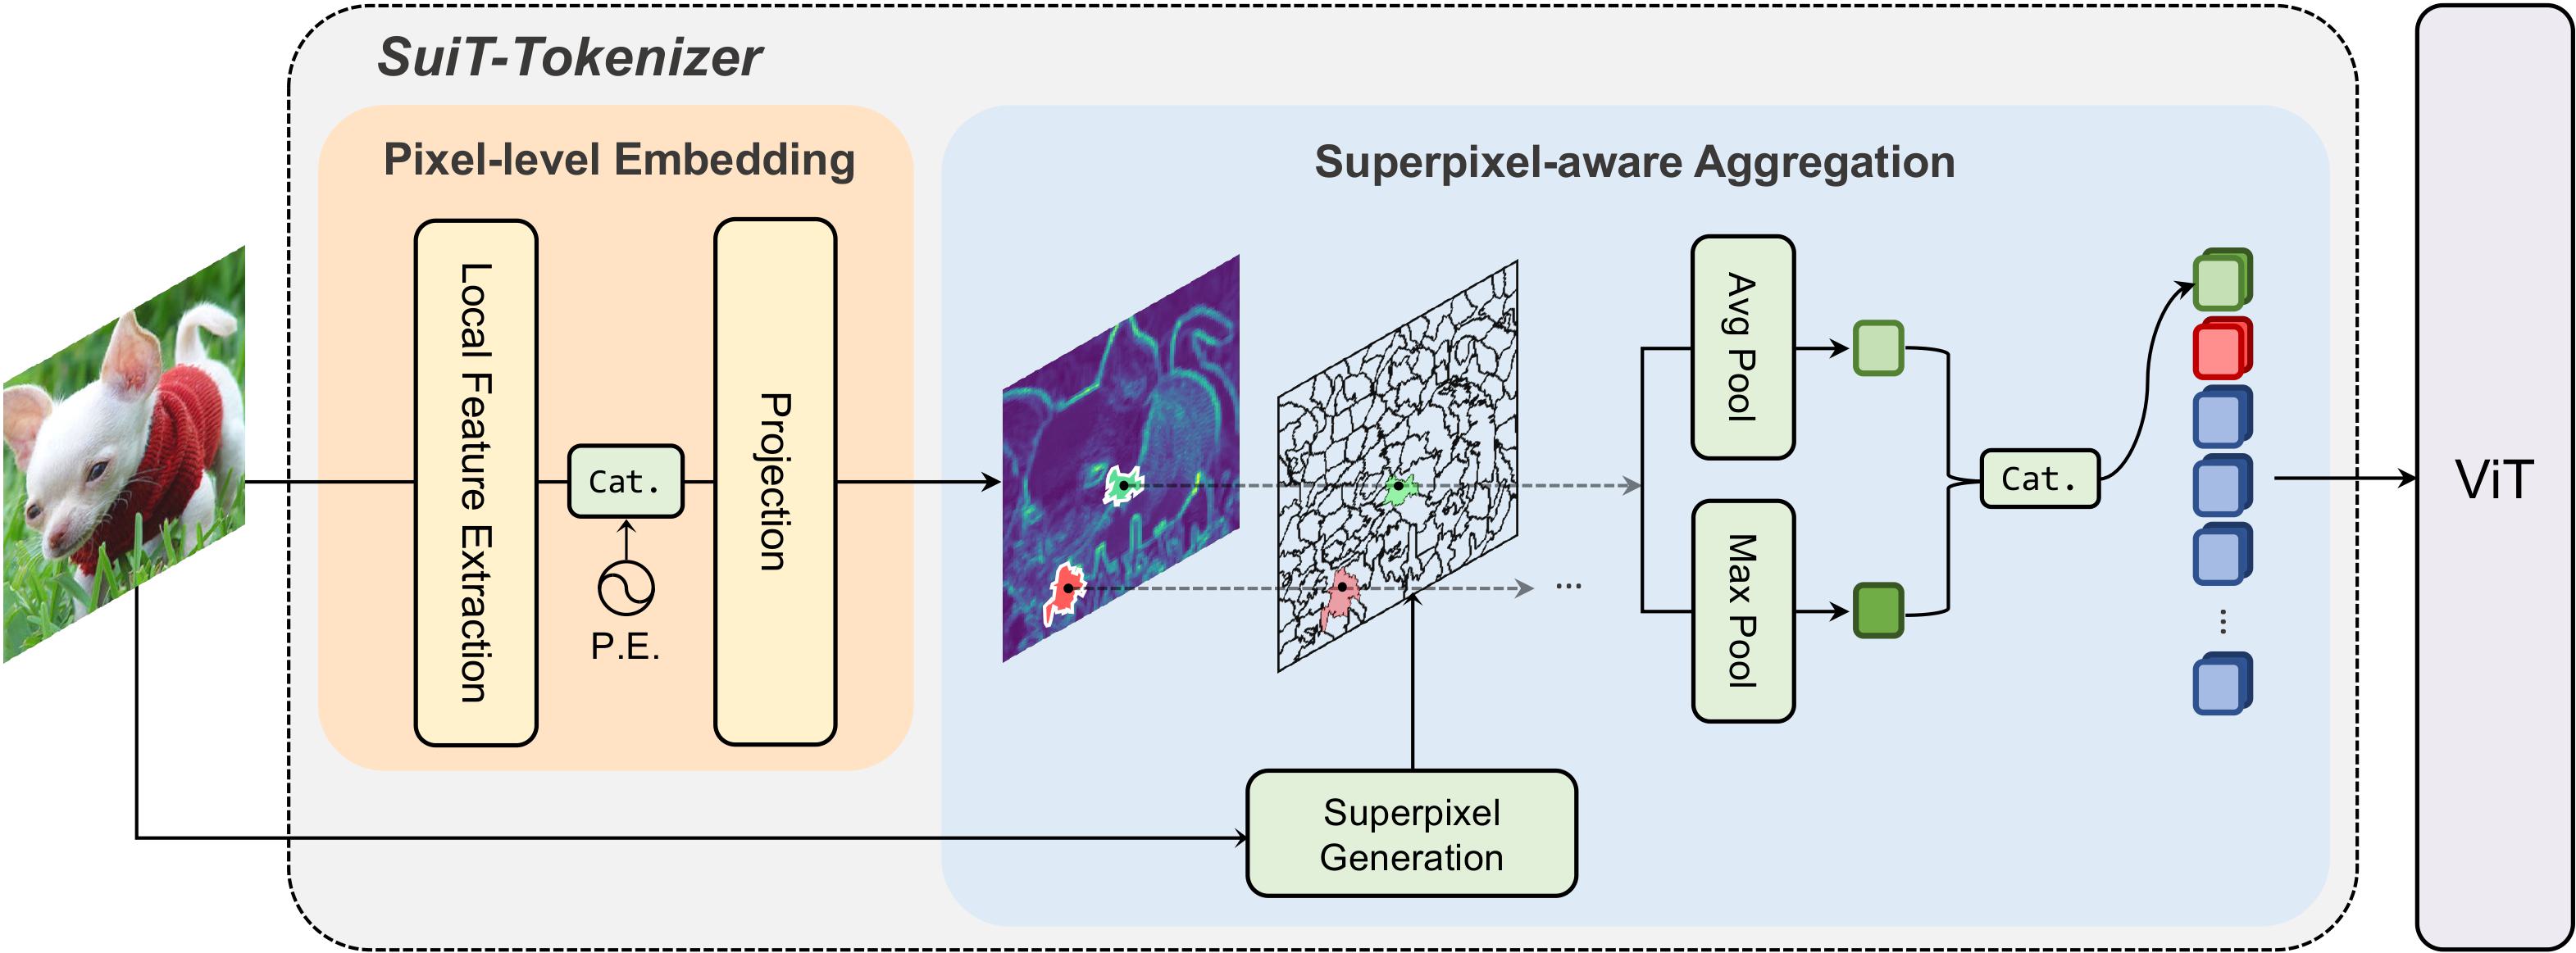 SuiT-Tokenizer
Pixel-level Embedding
Superpixel-aware Aggregation
Local Feature Extraction
Cat.
P.E.
Projection
...
Avg Pool
Max Pool
Cat.
...
Superpixel
Generation
ViT